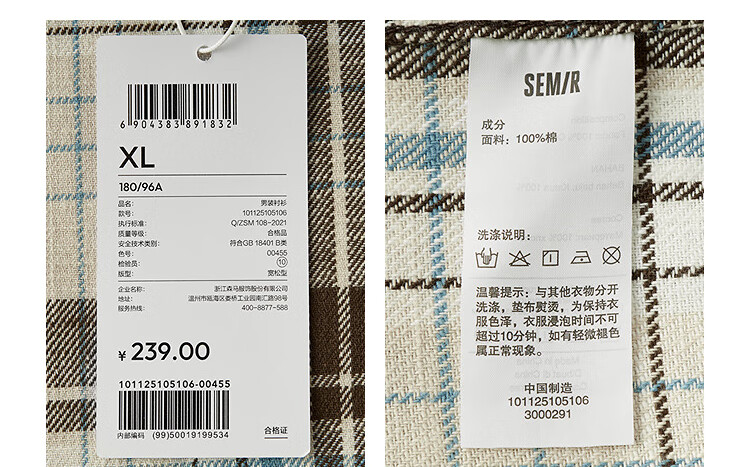 6904383891832
XL
180/96A
品名: 男装衬衫
款号: 101125105106
执行标准: Q/ZSM 108-2021
质量等级: 合格品
安全技术类别: 符合GB 18401 B类
色号: 00455
检验员: 10
版型: 宽松型
企业名称: 浙江森马服饰股份有限公司
地址: 温州市瓯海区娄桥工业园南汇路98号
服务热线: 400-8877-588
¥ 239.00
101125105106-00455
内部编码 (99)50019199534
合格证
SEMIR
成分
面料: 100%棉
洗涤说明:
温馨提示: 与其他衣物分开
洗涤, 垫布熨烫, 为保持衣
服色泽, 衣服浸泡时间不可
超过10分钟, 如有轻微褪色
属正常现象。
中国制造
101125105106
3000291